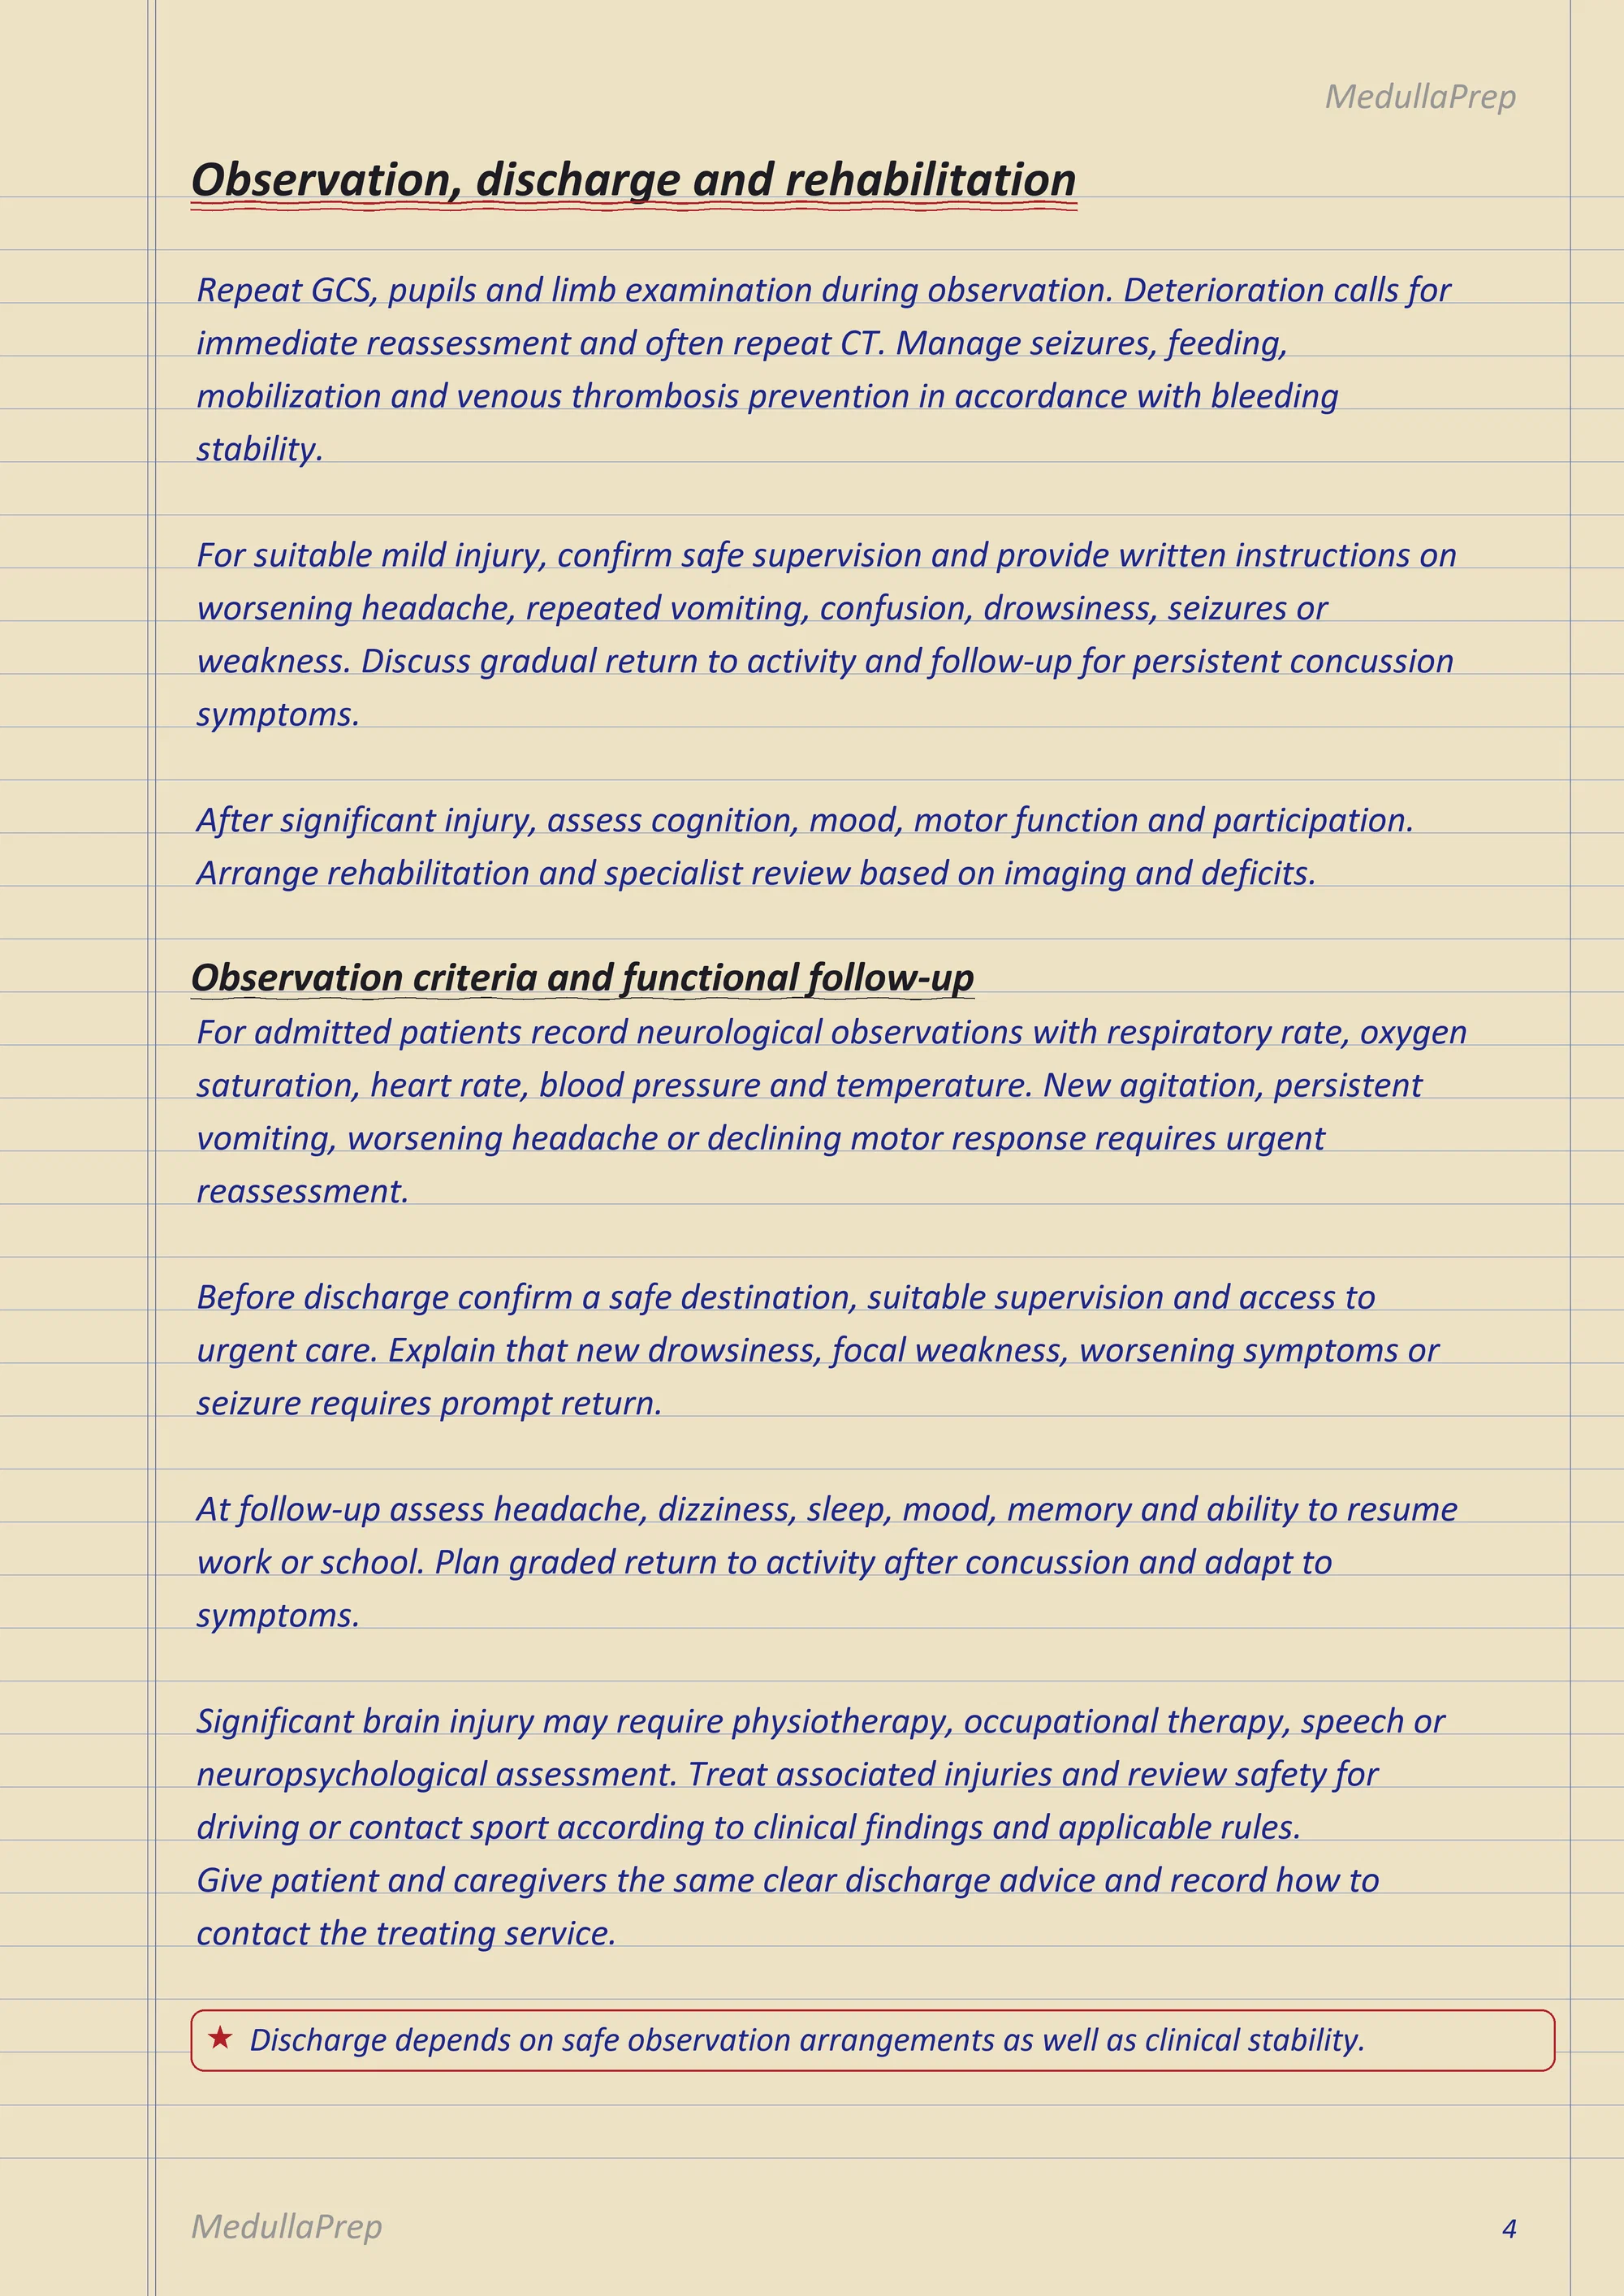 MedullaPrep
Observation, discharge and rehabilitation
Repeat GCS, pupils and limb examination during observation. Deterioration calls for
immediate reassessment and often repeat CT. Manage seizures, feeding,
mobilization and venous thrombosis prevention in accordance with bleeding
stability.
For suitable mild injury, confirm safe supervision and provide written instructions on
worsening headache, repeated vomiting, confusion, drowsiness, seizures or
weakness. Discuss gradual return to activity and follow-up for persistent concussion
symptoms.
After significant injury, assess cognition, mood, motor function and participation.
Arrange rehabilitation and specialist review based on imaging and deficits.
Observation criteria and functional follow-up
For admitted patients record neurological observations with respiratory rate, oxygen
saturation, heart rate, blood pressure and temperature. New agitation, persistent
vomiting, worsening headache or declining motor response requires urgent
reassessment.
Before discharge confirm a safe destination, suitable supervision and access to
urgent care. Explain that new drowsiness, focal weakness, worsening symptoms or
seizure requires prompt return.
At follow-up assess headache, dizziness, sleep, mood, memory and ability to resume
work or school. Plan graded return to activity after concussion and adapt to
symptoms.
Significant brain injury may require physiotherapy, occupational therapy, speech or
neuropsychological assessment. Treat associated injuries and review safety for
driving or contact sport according to clinical findings and applicable rules.
Give patient and caregivers the same clear discharge advice and record how to
contact the treating service.
★ Discharge depends on safe observation arrangements as well as clinical stability.
MedullaPrep
4